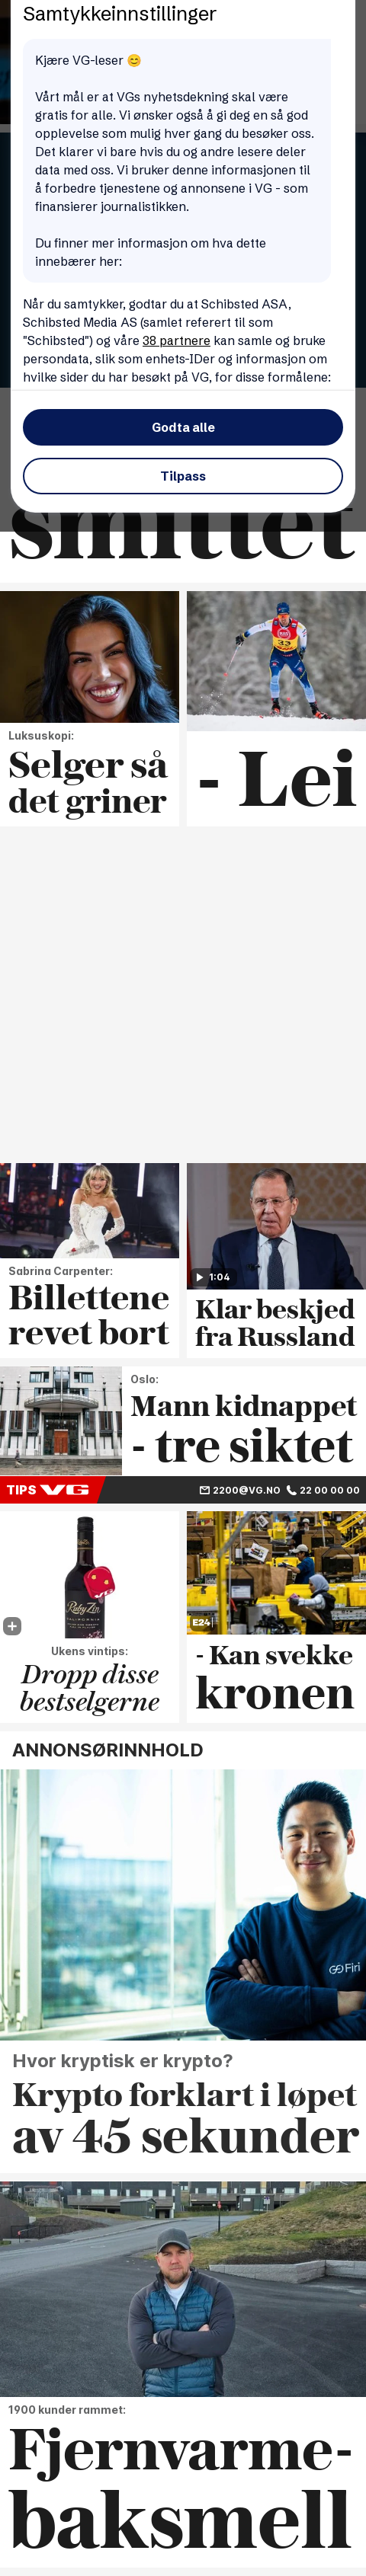 Samtykkeinnstillinger
Kjære VG-leser 😊
Vårt mål er at VGs nyhetsdekning skal være
gratis for alle. Vi ønsker også å gi deg en så god
opplevelse som mulig hver gang du besøker oss.
Det klarer vi bare hvis du og andre lesere deler
data med oss. Vi bruker denne informasjonen til
å forbedre tjenestene og annonsene i VG - som
finansierer journalistikken.
Du finner mer informasjon om hva dette
innebærer her:
Når du samtykker, godtar du at Schibsted ASA,
Schibsted Media AS (samlet referert til som
"Schibsted") og våre 38 partnere kan samle og bruke
persondata, slik som enhets-IDer og informasjon om
hvilke sider du har besøkt på VG, for disse formålene:
Godta alle
Tilpass
smittet
Luksuskopi:
Selger så
det griner
33
- Lei
Sabrina Carpenter:
Billettene
revet bort
1:04
Klar beskjed
fra Russland
Oslo:
Mann kidnappet
- tre siktet
TIPS VG
2200@VG.NO 22 00 00 00
Ruby Zin
CALIFORNIA
VG
Ukens vintips:
Dropp disse
bestselgerne
E24
- Kan svekke
kronen
ANNONSØRINNHOLD
Firi
Hvor kryptisk er krypto?
Krypto forklart i løpet
av 45 sekunder
1900 kunder rammet:
Fjernvarme-
baksmell